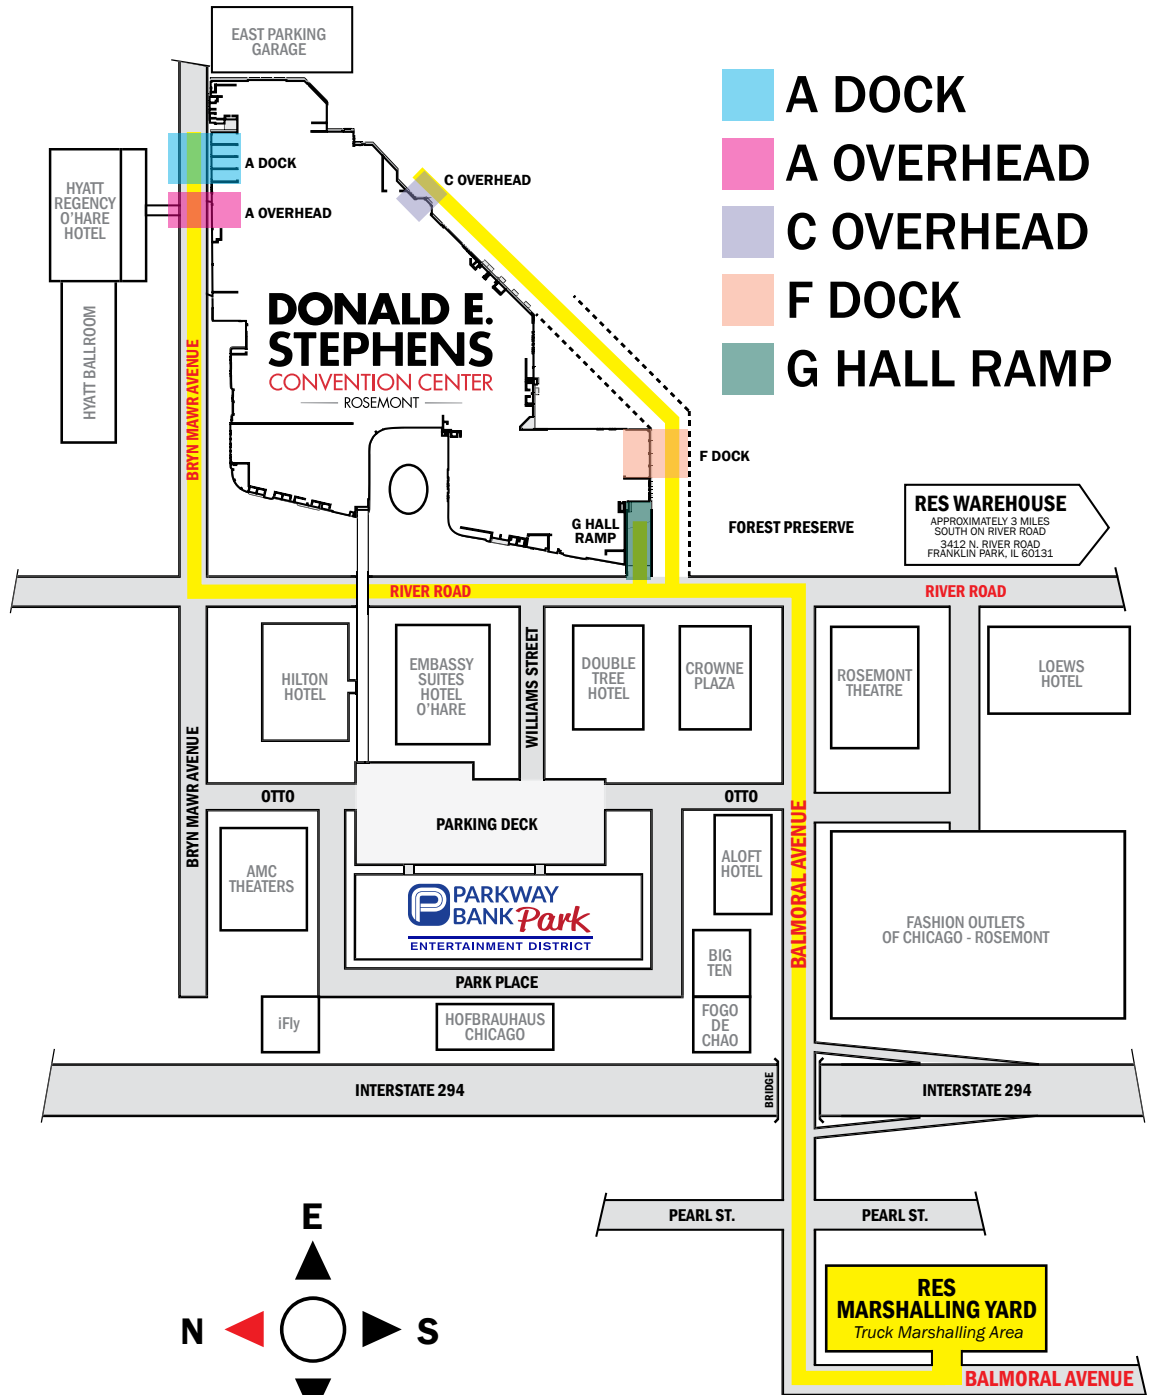 EAST PARKING
GARAGE
A DOCK
A OVERHEAD
C OVERHEAD
F DOCK
G HALL RAMP
A DOCK
C OVERHEAD
A OVERHEAD
HYATT
REGENCY
O'HARE
HOTEL
HYATT BALLROOM
BRYN MAWR AVENUE
DONALD E.
STEPHENS
CONVENTION CENTER
ROSEMONT
F DOCK
G HALL
RAMP
FOREST PRESERVE
RES WAREHOUSE
APPROXIMATELY 3 MILES
SOUTH ON RIVER ROAD
3412 N. RIVER ROAD
FRANKLIN PARK, IL 60131
RIVER ROAD
RIVER ROAD
HILTON
HOTEL
EMBASSY
SUITES
HOTEL
O'HARE
WILLIAMS STREET
DOUBLE
TREE
HOTEL
CROWNE
PLAZA
ROSEMONT
THEATRE
LOEWS
HOTEL
BRYN MAWR AVENUE
OTTO
OTTO
PARKING DECK
BALMORAL AVENUE
AMC
THEATERS
ALOFT
HOTEL
P PARKWAY
BANK Park
ENTERTAINMENT DISTRICT
FASHION OUTLETS
OF CHICAGO - ROSEMONT
BIG
TEN
PARK PLACE
iFly
HOFBRAUHAUS
CHICAGO
FOGO
DE
CHAO
INTERSTATE 294
BRIDGE
INTERSTATE 294
PEARL ST.
PEARL ST.
E
N
S
RES
MARSHALLING YARD
Truck Marshalling Area
BALMORAL AVENUE